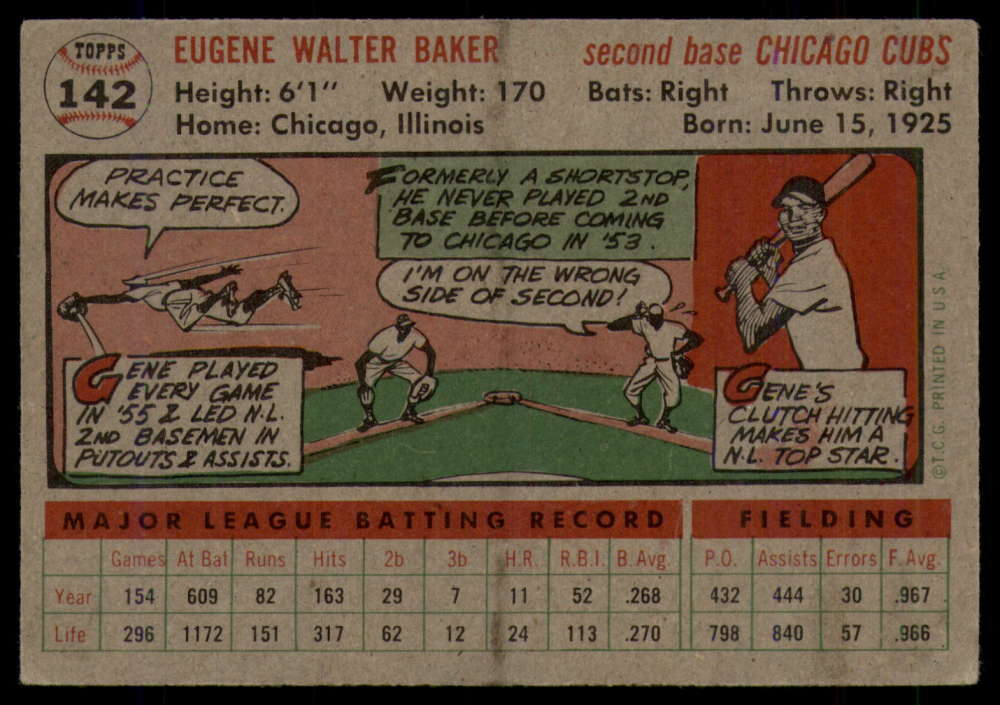 TOPPS
142
EUGENE WALTER BAKER
second base CHICAGO CUBS
Height: 6'1" Weight: 170 Bats: Right Throws: Right
Home: Chicago, Illinois Born: June 15, 1925
PRACTICE
MAKES PERFECT.
GENE PLAYED
EVERY GAME
IN '55 & LED N.L.
2ND BASEMEN IN
PUTOUTS & ASSISTS.
FORMERLY A SHORTSTOP,
HE NEVER PLAYED 2ND
BASE BEFORE COMING
TO CHICAGO IN '53.
I'M ON THE WRONG
SIDE OF SECOND!
GENE'S
CLUTCH HITTING
MAKES HIM A
N.L. TOP STAR.
©T.C.G. PRINTED IN U.S.A.
MAJOR LEAGUE BATTING RECORD FIELDING
Games At Bat Runs Hits 2b 3b H.R. R.B.I. B. Avg. P.O. Assists Errors F. Avg.
Year 154 609 82 163 29 7 11 52 .268 432 444 30 .967
Life 296 1172 151 317 62 12 24 113 .270 798 840 57 .966